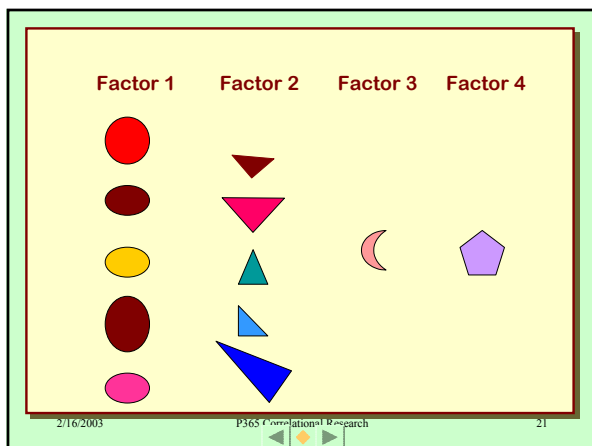 Factor 1 Factor 2 Factor 3 Factor 4
2/16/2003 P365 Correlational Research 21